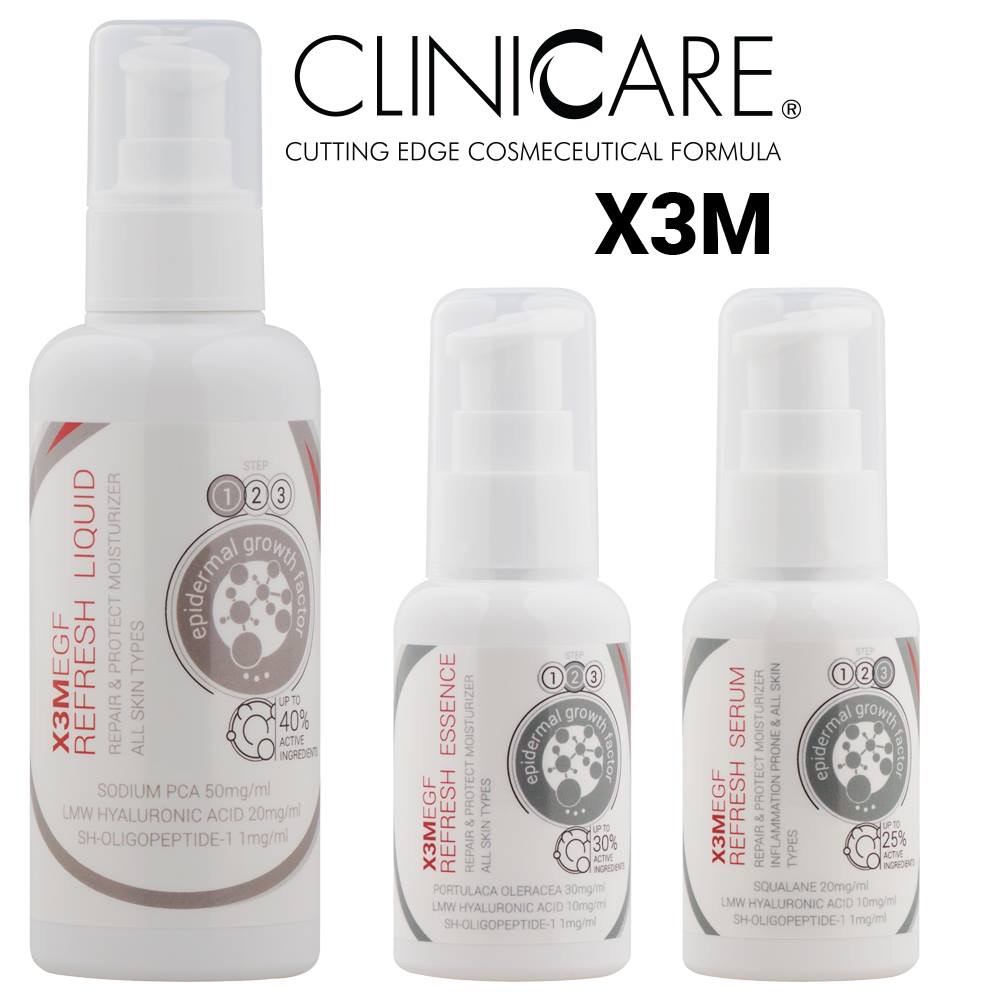 CLINICCARE®
CUTTING EDGE COSMECEUTICAL FORMULA
X3M
STEP
1 2 3
epidermal growth factor
X3MEGF
REFRESH LIQUID
REPAIR & PROTECT MOISTURIZER
ALL SKIN TYPES
UP TO
40%
ACTIVE
INGREDIENTS
SODIUM PCA 50mg/ml
LMW HYALURONIC ACID 20mg/ml
SH-OLIGOPEPTIDE-1 1mg/ml
STEP
1 2 3
epidermal growth factor
X3MEGF
REFRESH ESSENCE
REPAIR & PROTECT MOISTURIZER
ALL SKIN TYPES
UP TO
30%
ACTIVE
INGREDIENTS
PORTULACA OLERACEA 30mg/ml
LMW HYALURONIC ACID 10mg/ml
SH-OLIGOPEPTIDE-1 1mg/ml
STEP
1 2 3
epidermal growth factor
X3MEGF
REFRESH SERUM
REPAIR & PROTECT MOISTURIZER
INFLAMMATION PRONE & ALL SKIN
TYPES
UP TO
25%
ACTIVE
INGREDIENTS
SQUALANE 20mg/ml
LMW HYALURONIC ACID 10mg/ml
SH-OLIGOPEPTIDE-1 1mg/ml